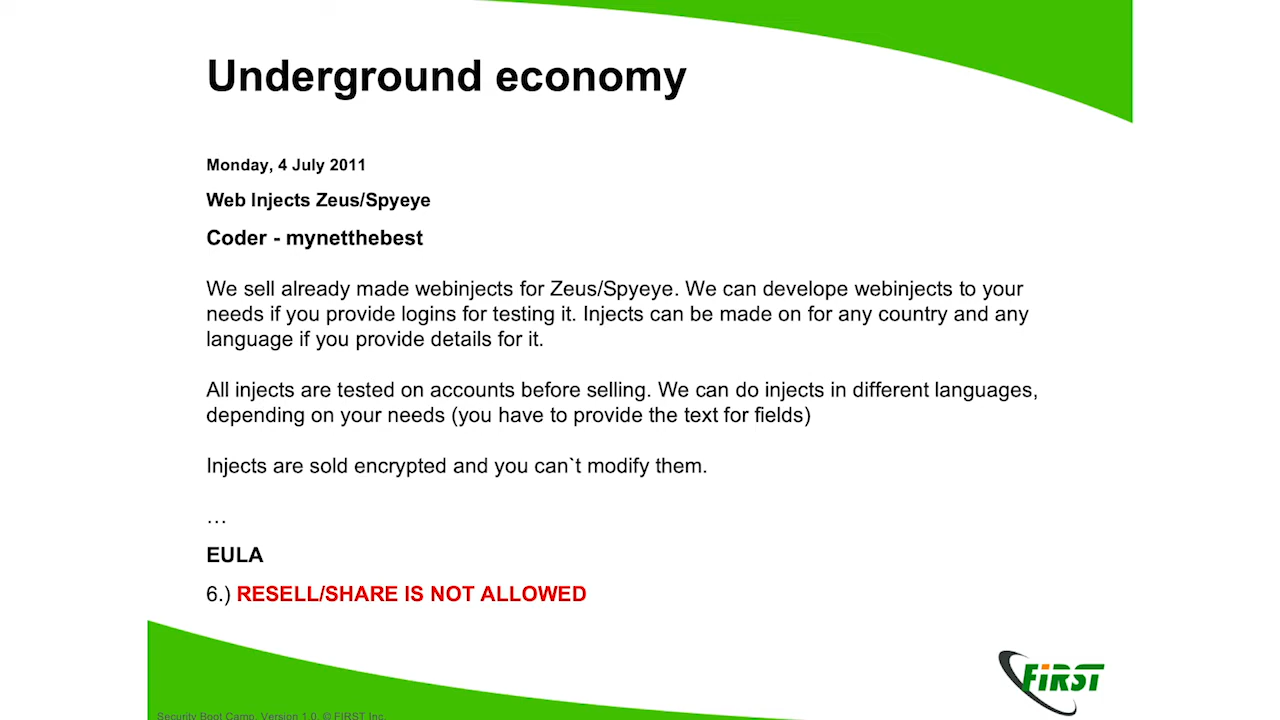 Underground economy
Monday, 4 July 2011
Web Injects Zeus/Spyeye
Coder - mynetthebest
We sell already made webinjects for Zeus/Spyeye. We can develope webinjects to your
needs if you provide logins for testing it. Injects can be made on for any country and any
language if you provide details for it.
All injects are tested on accounts before selling. We can do injects in different languages,
depending on your needs (you have to provide the text for fields)
Injects are sold encrypted and you can`t modify them.
…
EULA
6.) RESELL/SHARE IS NOT ALLOWED
FiRST
Security Boot Camp, Version 1.0, © FIRST Inc.